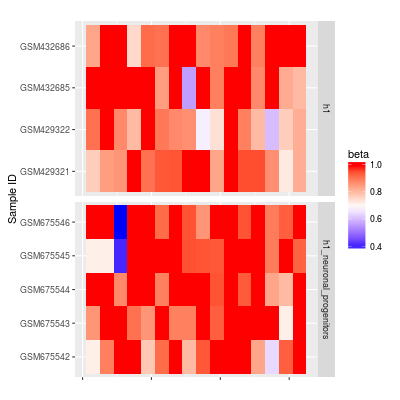 GSM432686
GSM432685
GSM429322
GSM429321
h1
GSM675546
GSM675545
GSM675544
GSM675543
GSM675542
h1_neuronal_progenitors
Sample ID
beta
1.0
0.8
0.6
0.4